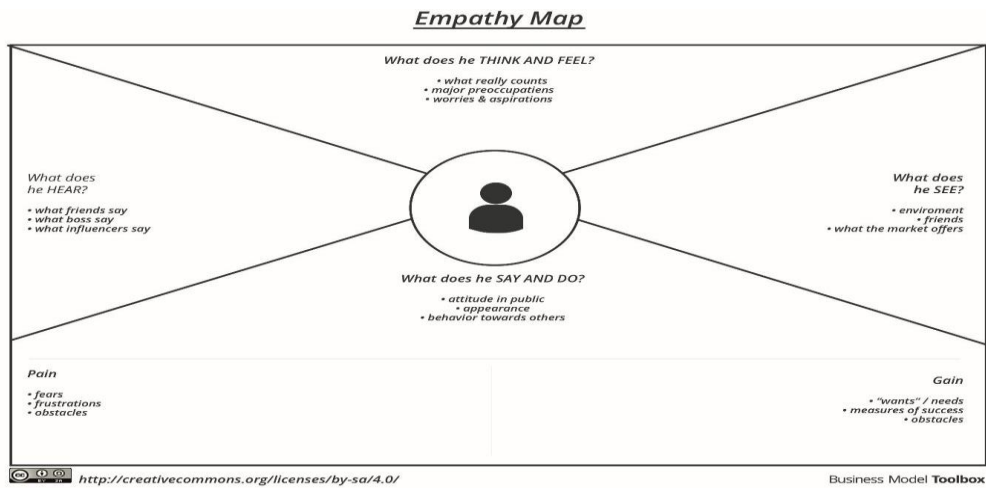 Empathy Map
What does he THINK AND FEEL?
• what really counts
• major preoccupatiens
• worries & aspirations
What does
he HEAR?
• what friends say
• what boss say
• what influencers say
What does
he SEE?
• enviroment
• friends
• what the market offers
What does he SAY AND DO?
• attitude in public
• appearance
• behavior towards others
Pain
• fears
• frustrations
• obstacles
Gain
• "wants" / needs
• measures of success
• obstacles
cc
BY SA
http://creativecommons.org/licenses/by-sa/4.0/
Business Model Toolbox